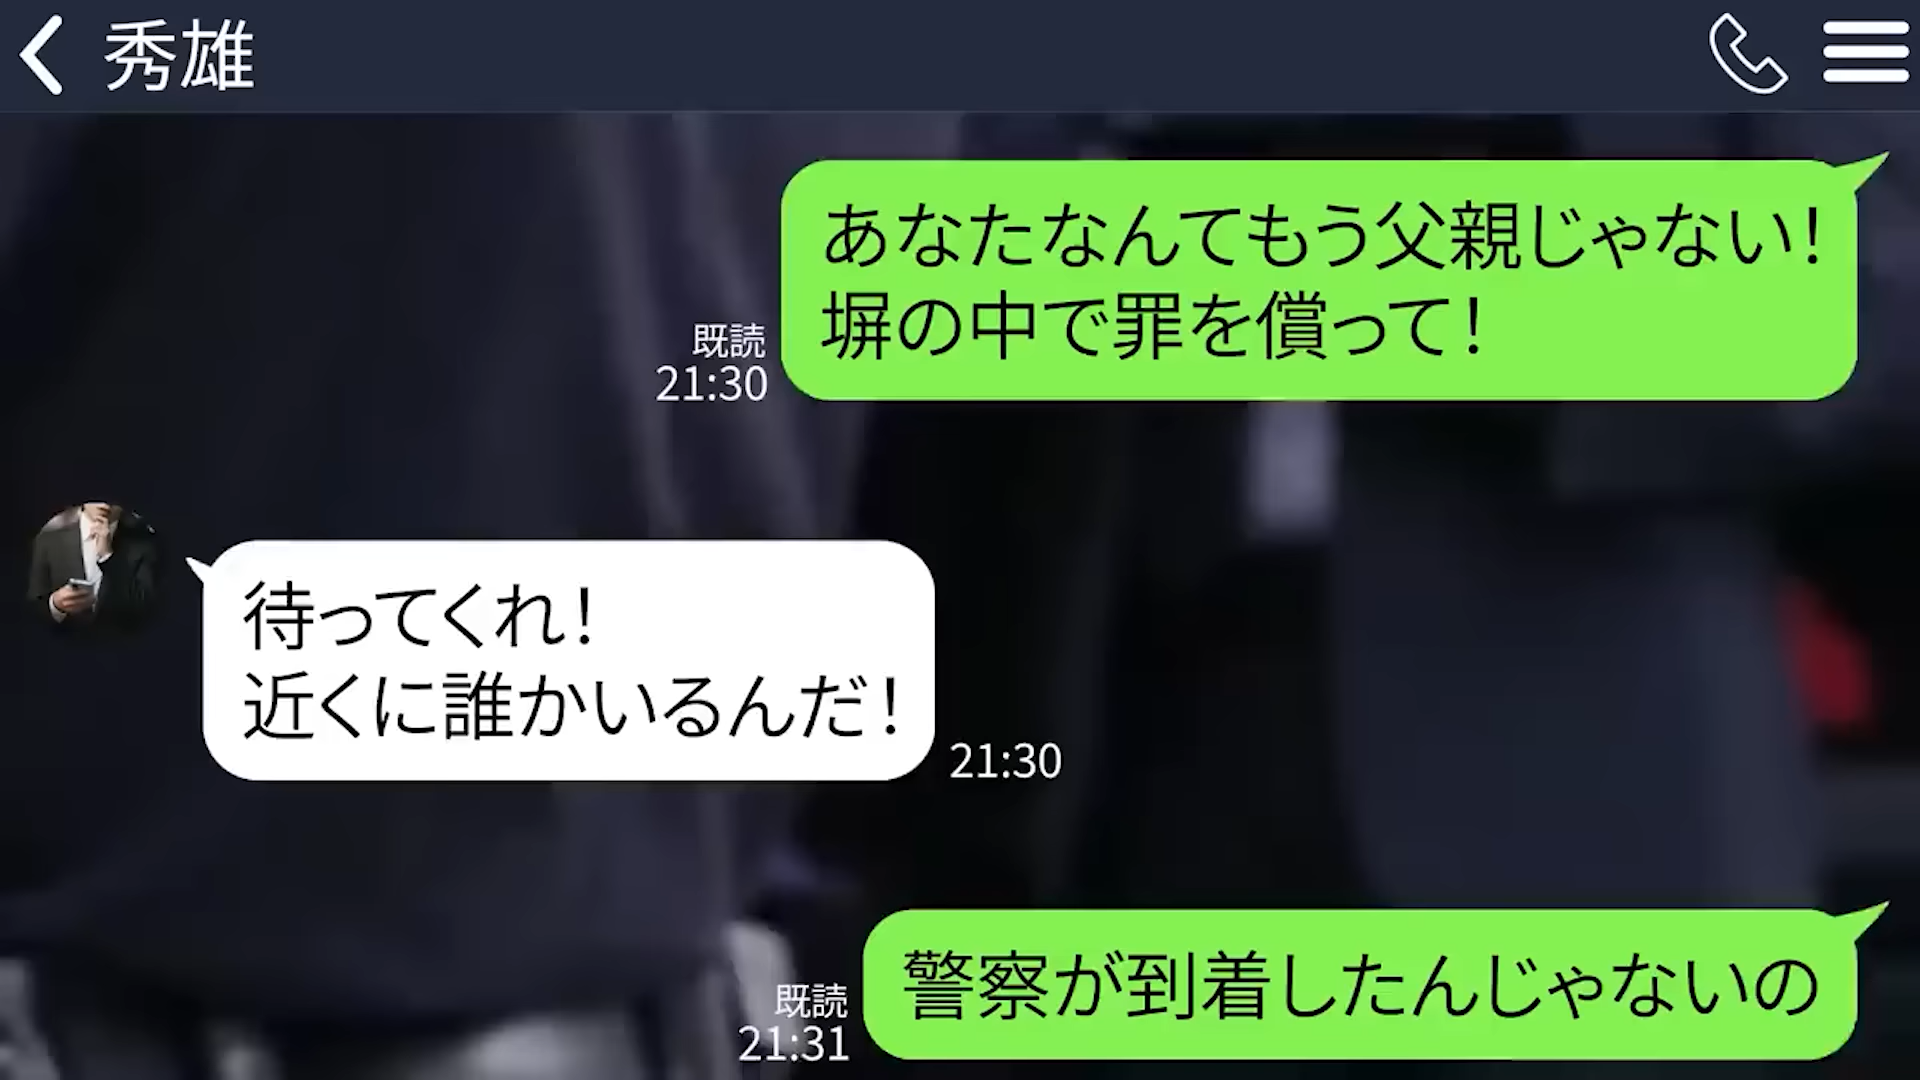 秀雄
あなたなんてもう父親じゃない!
塀の中で罪を償って!
既読
21:30
待ってくれ!
近くに誰かいるんだ!
21:30
警察が到着したんじゃないの
既読
21:31